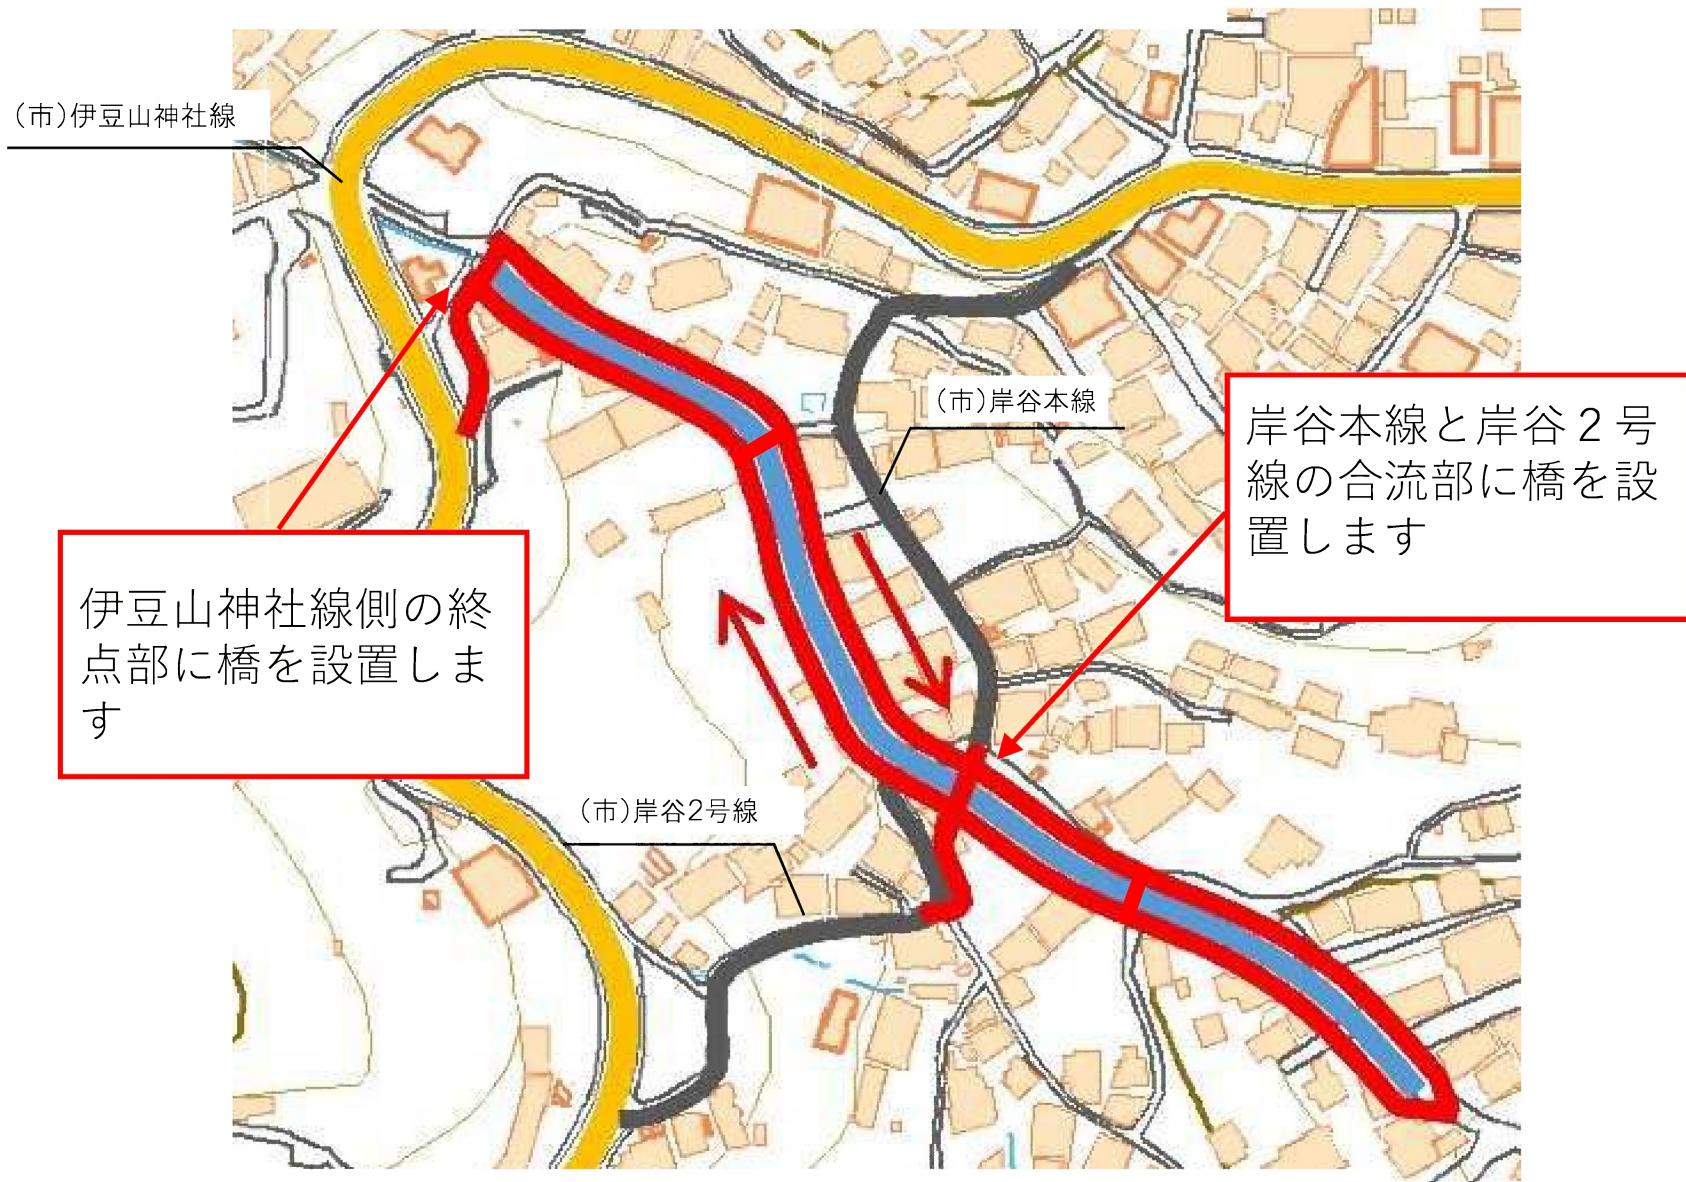 (市)伊豆山神社線
(市)岸谷本線
岸谷本線と岸谷２号
線の合流部に橋を設
置します
伊豆山神社線側の終
点部に橋を設置しま
す
(市)岸谷2号線